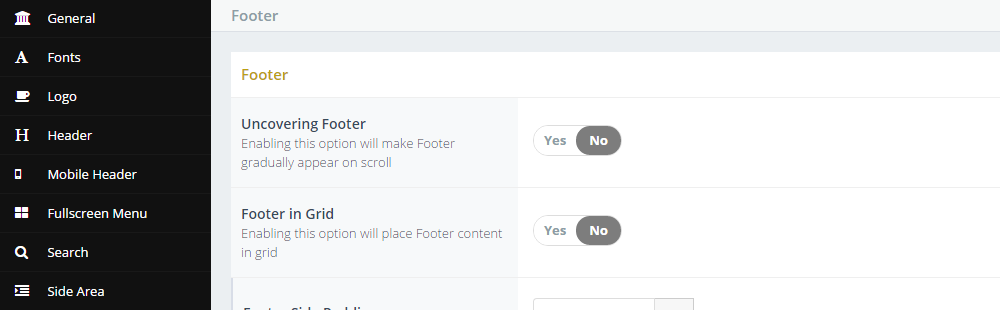 General
Fonts
Logo
Header
Mobile Header
Fullscreen Menu
Search
Side Area
Footer
Footer
Uncovering Footer
Enabling this option will make Footer
gradually appear on scroll
Yes No
Footer in Grid
Enabling this option will place Footer content
in grid
Yes No